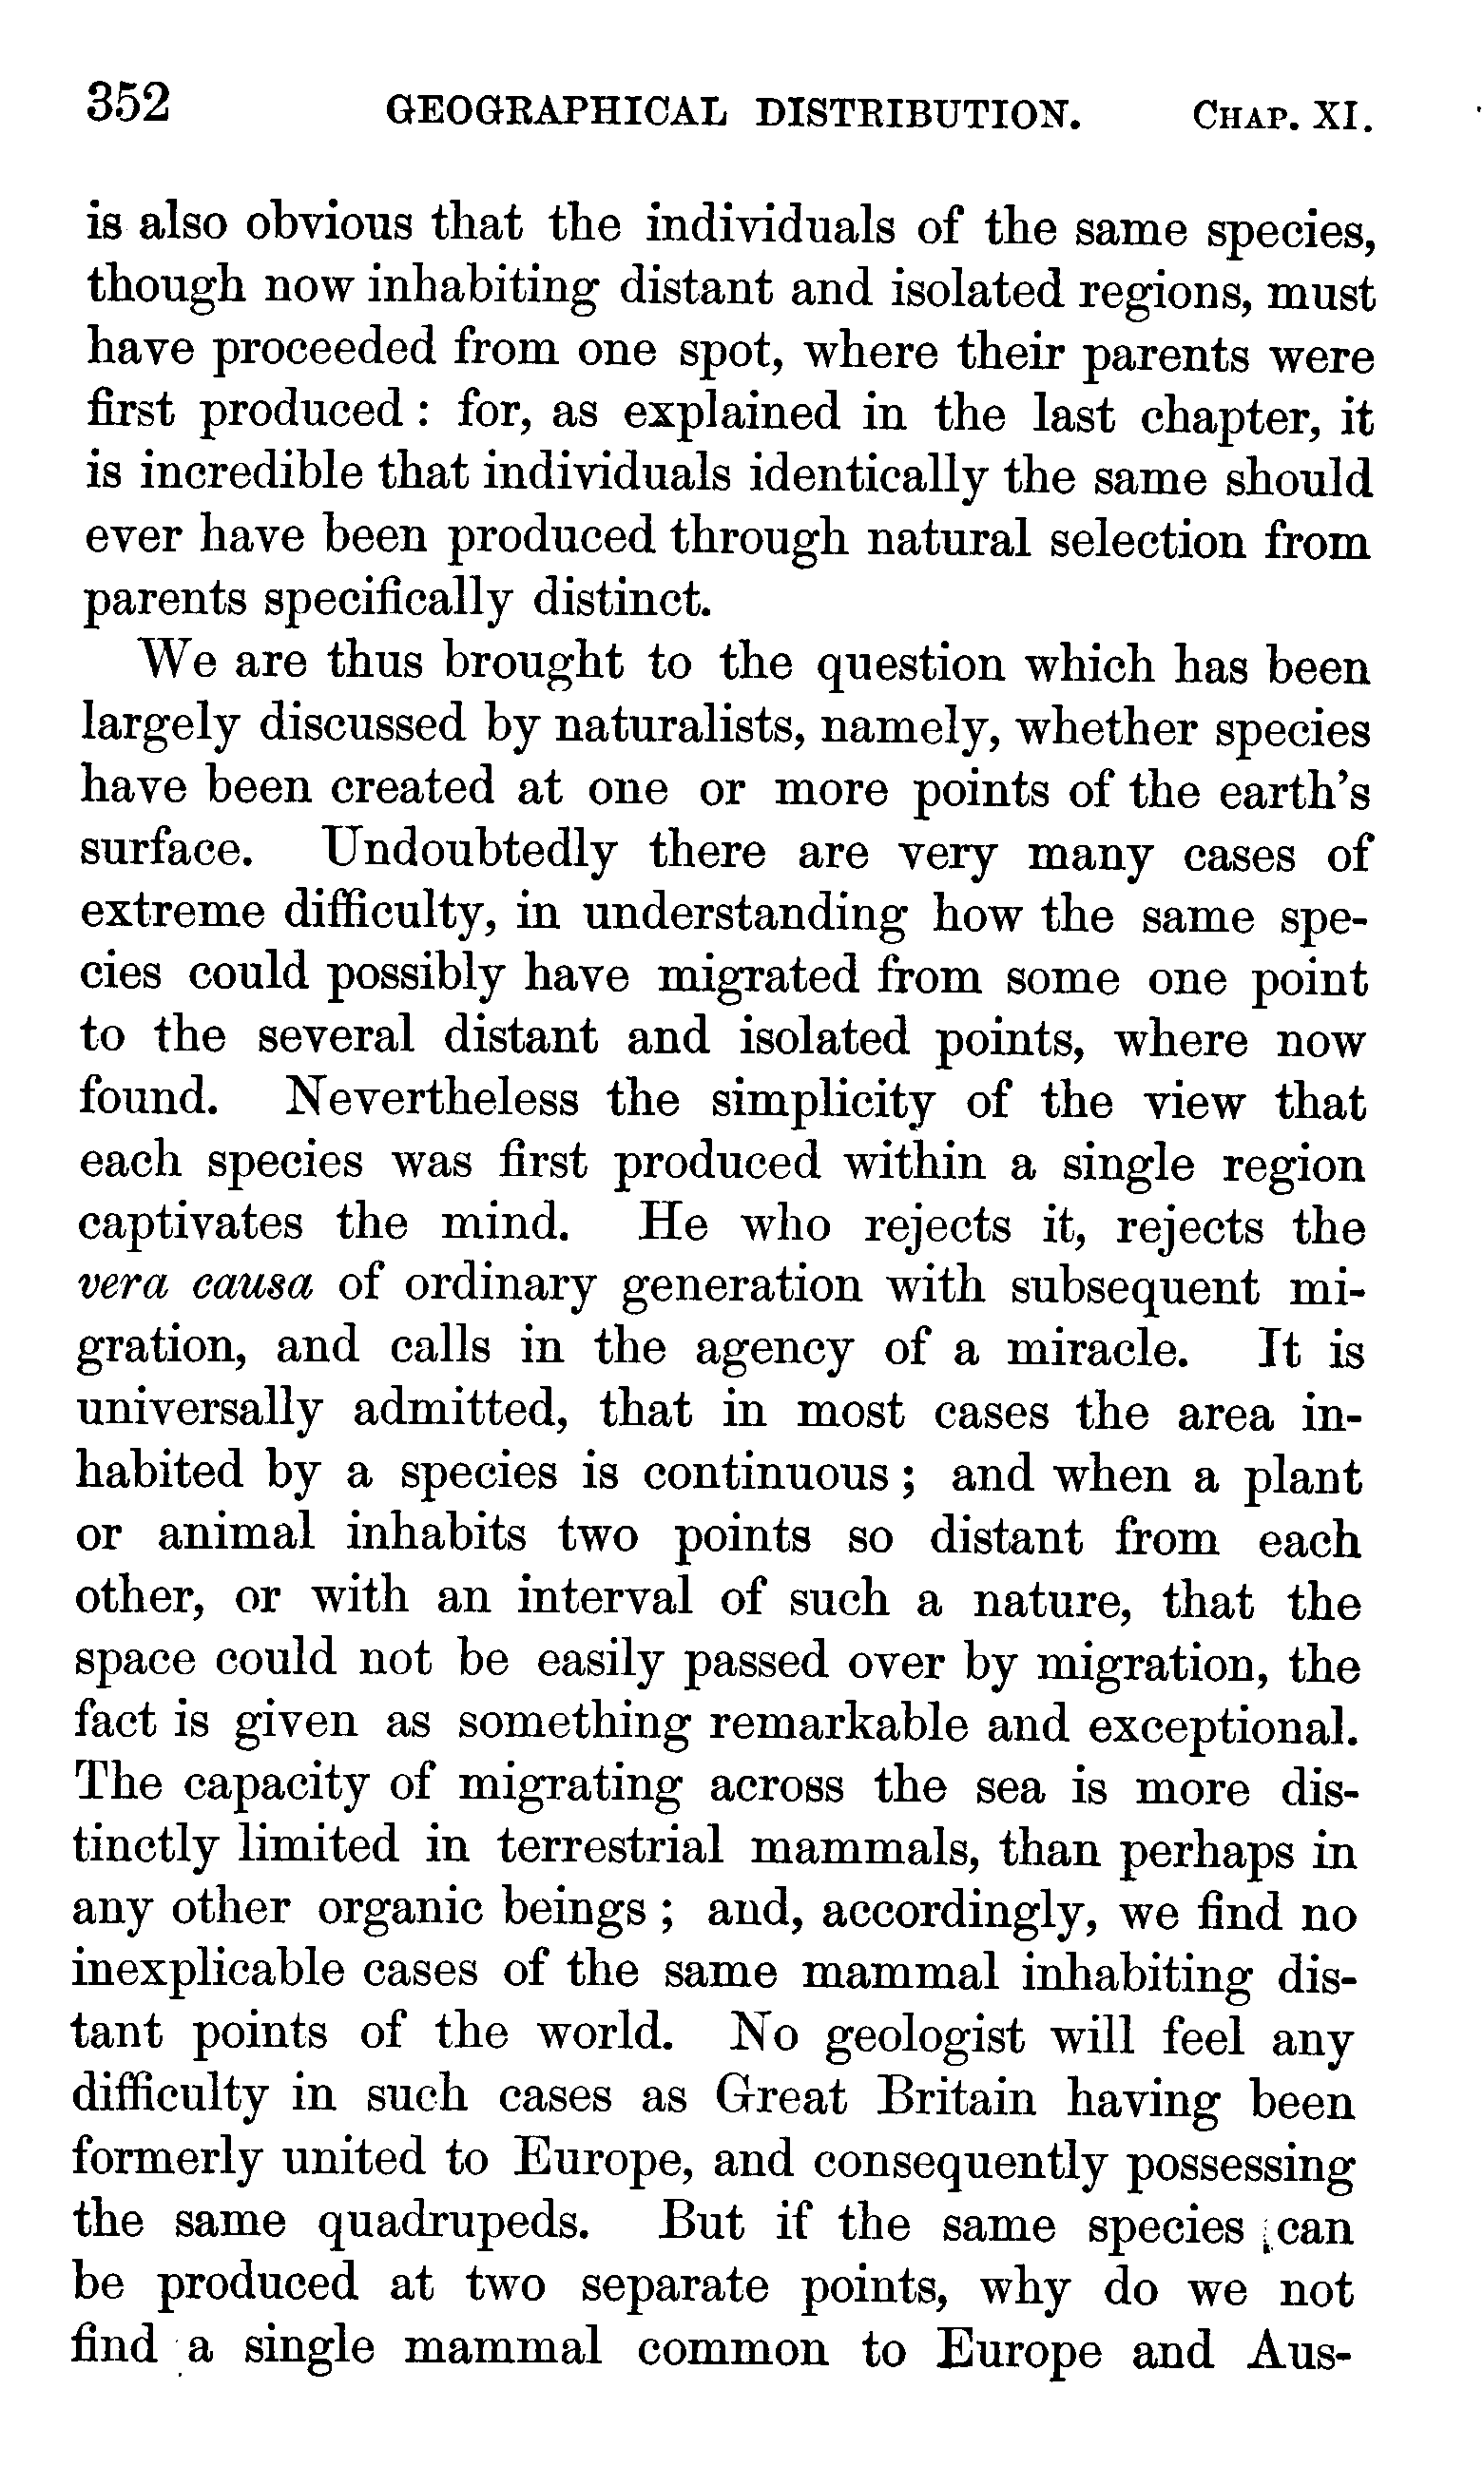 352 GEOGRAPHICAL DISTRIBUTION. CHAP. XI.
is also obvious that the individuals of the same species,
though now inhabiting distant and isolated regions, must
have proceeded from one spot, where their parents were
first produced : for, as explained in the last chapter, it
is incredible that individuals identically the same should
ever have been produced through natural selection from
parents specifically distinct.
We are thus brought to the question which has been
largely discussed by naturalists, namely, whether species
have been created at one or more points of the earth's
surface. Undoubtedly there are very many cases of
extreme difficulty, in understanding how the same spe-
cies could possibly have migrated from some one point
to the several distant and isolated points, where now
found. Nevertheless the simplicity of the view that
each species was first produced within a single region
captivates the mind. He who rejects it, rejects the
vera causa of ordinary generation with subsequent mi-
gration, and calls in the agency of a miracle. It is
universally admitted, that in most cases the area in-
habited by a species is continuous ; and when a plant
or animal inhabits two points so distant from each
other, or with an interval of such a nature, that the
space could not be easily passed over by migration, the
fact is given as something remarkable and exceptional.
The capacity of migrating across the sea is more dis-
tinctly limited in terrestrial mammals, than perhaps in
any other organic beings ; and, accordingly, we find no
inexplicable cases of the same mammal inhabiting dis-
tant points of the world. No geologist will feel any
difficulty in such cases as Great Britain having been
formerly united to Europe, and consequently possessing
the same quadrupeds. But if the same species can
be produced at two separate points, why do we not
find a single mammal common to Europe and Aus-